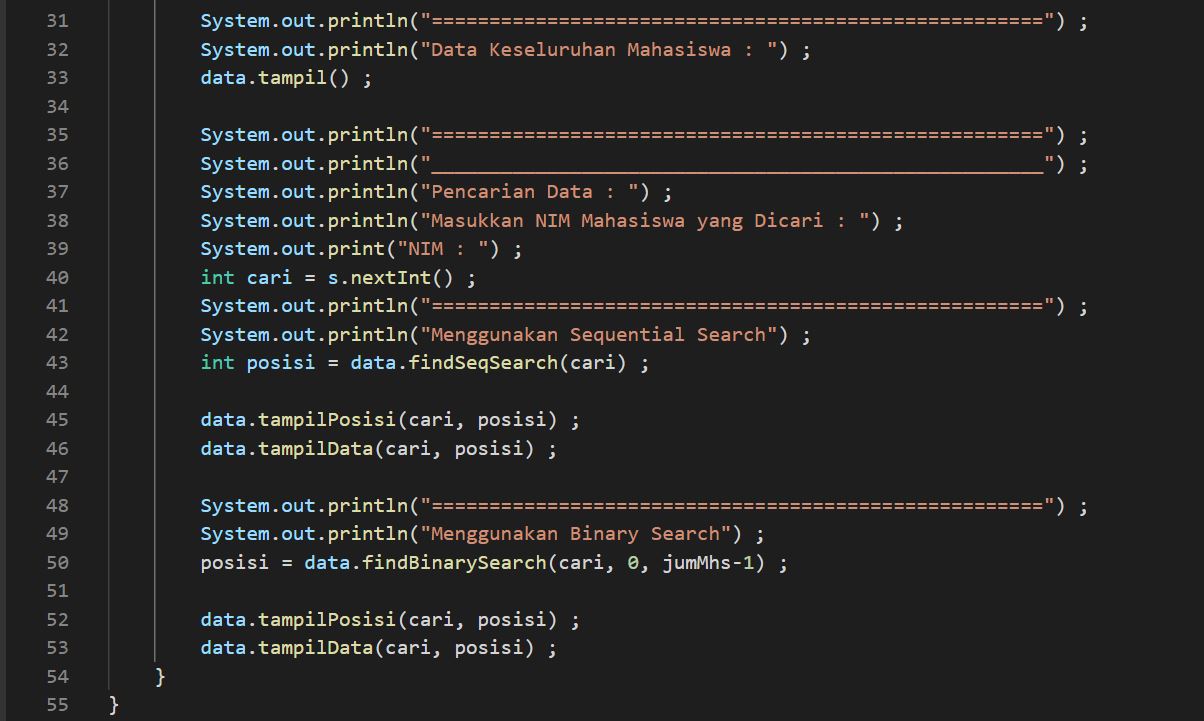 31 System.out.println("=====================================================") ;
32 System.out.println("Data Keseluruhan Mahasiswa : ") ;
33 data.tampil() ;
34
35 System.out.println("=====================================================") ;
36 System.out.println("_____________________________________________________") ;
37 System.out.println("Pencarian Data : ") ;
38 System.out.println("Masukkan NIM Mahasiswa yang Dicari : ") ;
39 System.out.print("NIM : ") ;
40 int cari = s.nextInt() ;
41 System.out.println("=====================================================") ;
42 System.out.println("Menggunakan Sequential Search") ;
43 int posisi = data.findSeqSearch(cari) ;
44
45 data.tampilPosisi(cari, posisi) ;
46 data.tampilData(cari, posisi) ;
47
48 System.out.println("=====================================================") ;
49 System.out.println("Menggunakan Binary Search") ;
50 posisi = data.findBinarySearch(cari, 0, jumMhs-1) ;
51
52 data.tampilPosisi(cari, posisi) ;
53 data.tampilData(cari, posisi) ;
54 }
55 }